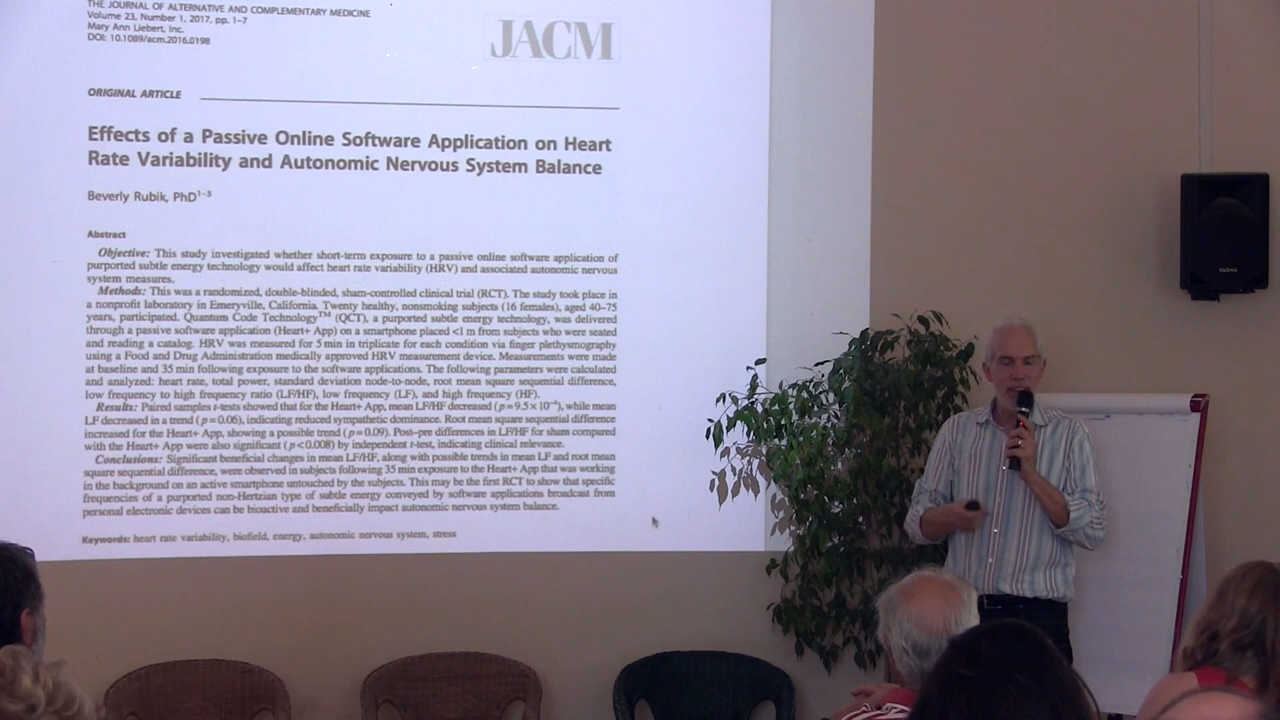 THE JOURNAL OF ALTERNATIVE AND COMPLEMENTARY MEDICINE
Volume 23, Number 1, 2017, pp. 1–7
Mary Ann Liebert, Inc.
DOI: 10.1089/acm.2016.0198
JACM
ORIGINAL ARTICLE
Effects of a Passive Online Software Application on Heart
Rate Variability and Autonomic Nervous System Balance
Beverly Rubik, PhD1–3
Abstract
Objective: This study investigated whether short-term exposure to a passive online software application of
purported subtle energy technology would affect heart rate variability (HRV) and associated autonomic nervous
system measures.
Methods: This was a randomized, double-blinded, sham-controlled clinical trial (RCT). The study took place in
a nonprofit laboratory in Emeryville, California. Twenty healthy, nonsmoking subjects (16 females), aged 40–75
years, participated. Quantum Code Technology™ (QCT), a purported subtle energy technology, was delivered
through a passive software application (Heart+ App) on a smartphone placed <1 m from subjects who were seated
and reading a catalog. HRV was measured for 5 min in triplicate for each condition via finger plethysmography
using a Food and Drug Administration medically approved HRV measurement device. Measurements were made
at baseline and 35 min following exposure to the software applications. The following parameters were calculated
and analyzed: heart rate, total power, standard deviation node-to-node, root mean square sequential difference,
low frequency to high frequency ratio (LF/HF), low frequency (LF), and high frequency (HF).
Results: Paired samples t-tests showed that for the Heart+ App, mean LF/HF decreased (p=9.5×10⁻⁴), while mean
LF decreased in a trend (p=0.06), indicating reduced sympathetic dominance. Root mean square sequential difference
increased for the Heart+ App, showing a possible trend (p=0.09). Post–pre differences in LF/HF for sham compared
with the Heart+ App were also significant (p<0.008) by independent t-test, indicating clinical relevance.
Conclusions: Significant beneficial changes in mean LF/HF, along with possible trends in mean LF and root mean
square sequential difference, were observed in subjects following 35 min exposure to the Heart+ App that was working
in the background on an active smartphone untouched by the subjects. This may be the first RCT to show that specific
frequencies of a purported non-Hertzian type of subtle energy conveyed by software applications broadcast from
personal electronic devices can be bioactive and beneficially impact autonomic nervous system balance.
Keywords: heart rate variability, biofield, energy, autonomic nervous system, stress